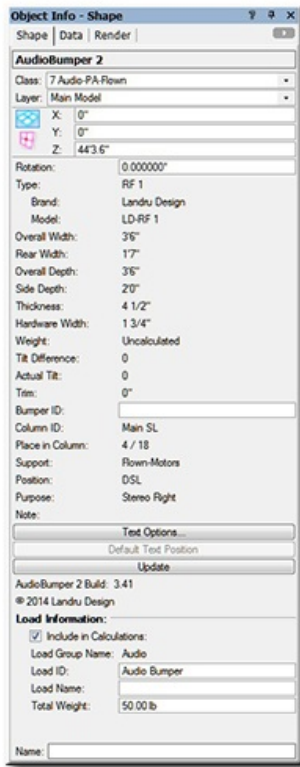 Object Info - Shape
Shape Data Render
AudioBumper 2
Class: 7 Audio-PA-Flown
Layer: Main Model
X: 0"
Y: 0"
Z: 44'3.6"
Rotation: 0.000000°
Type: RF 1
Brand: Landru Design
Model: LD-RF 1
Overall Width: 3'6"
Rear Width: 1'7"
Overall Depth: 3'6"
Side Depth: 2'0"
Thickness: 4 1/2"
Hardware Width: 1 3/4"
Weight: Uncalculated
Tilt Difference: 0
Actual Tilt: 0
Trim: 0"
Bumper ID:
Column ID: Main SL
Place in Column: 4 / 18
Support: Flown-Motors
Position: DSL
Purpose: Stereo Right
Note:
Text Options...
Default Text Position
Update
AudioBumper 2 Build: 3.41
© 2014 Landru Design
Load Information:
Include in Calculations:
Load Group Name: Audio
Load ID: Audio Bumper
Load Name:
Total Weight: 50.00 lb
Name: